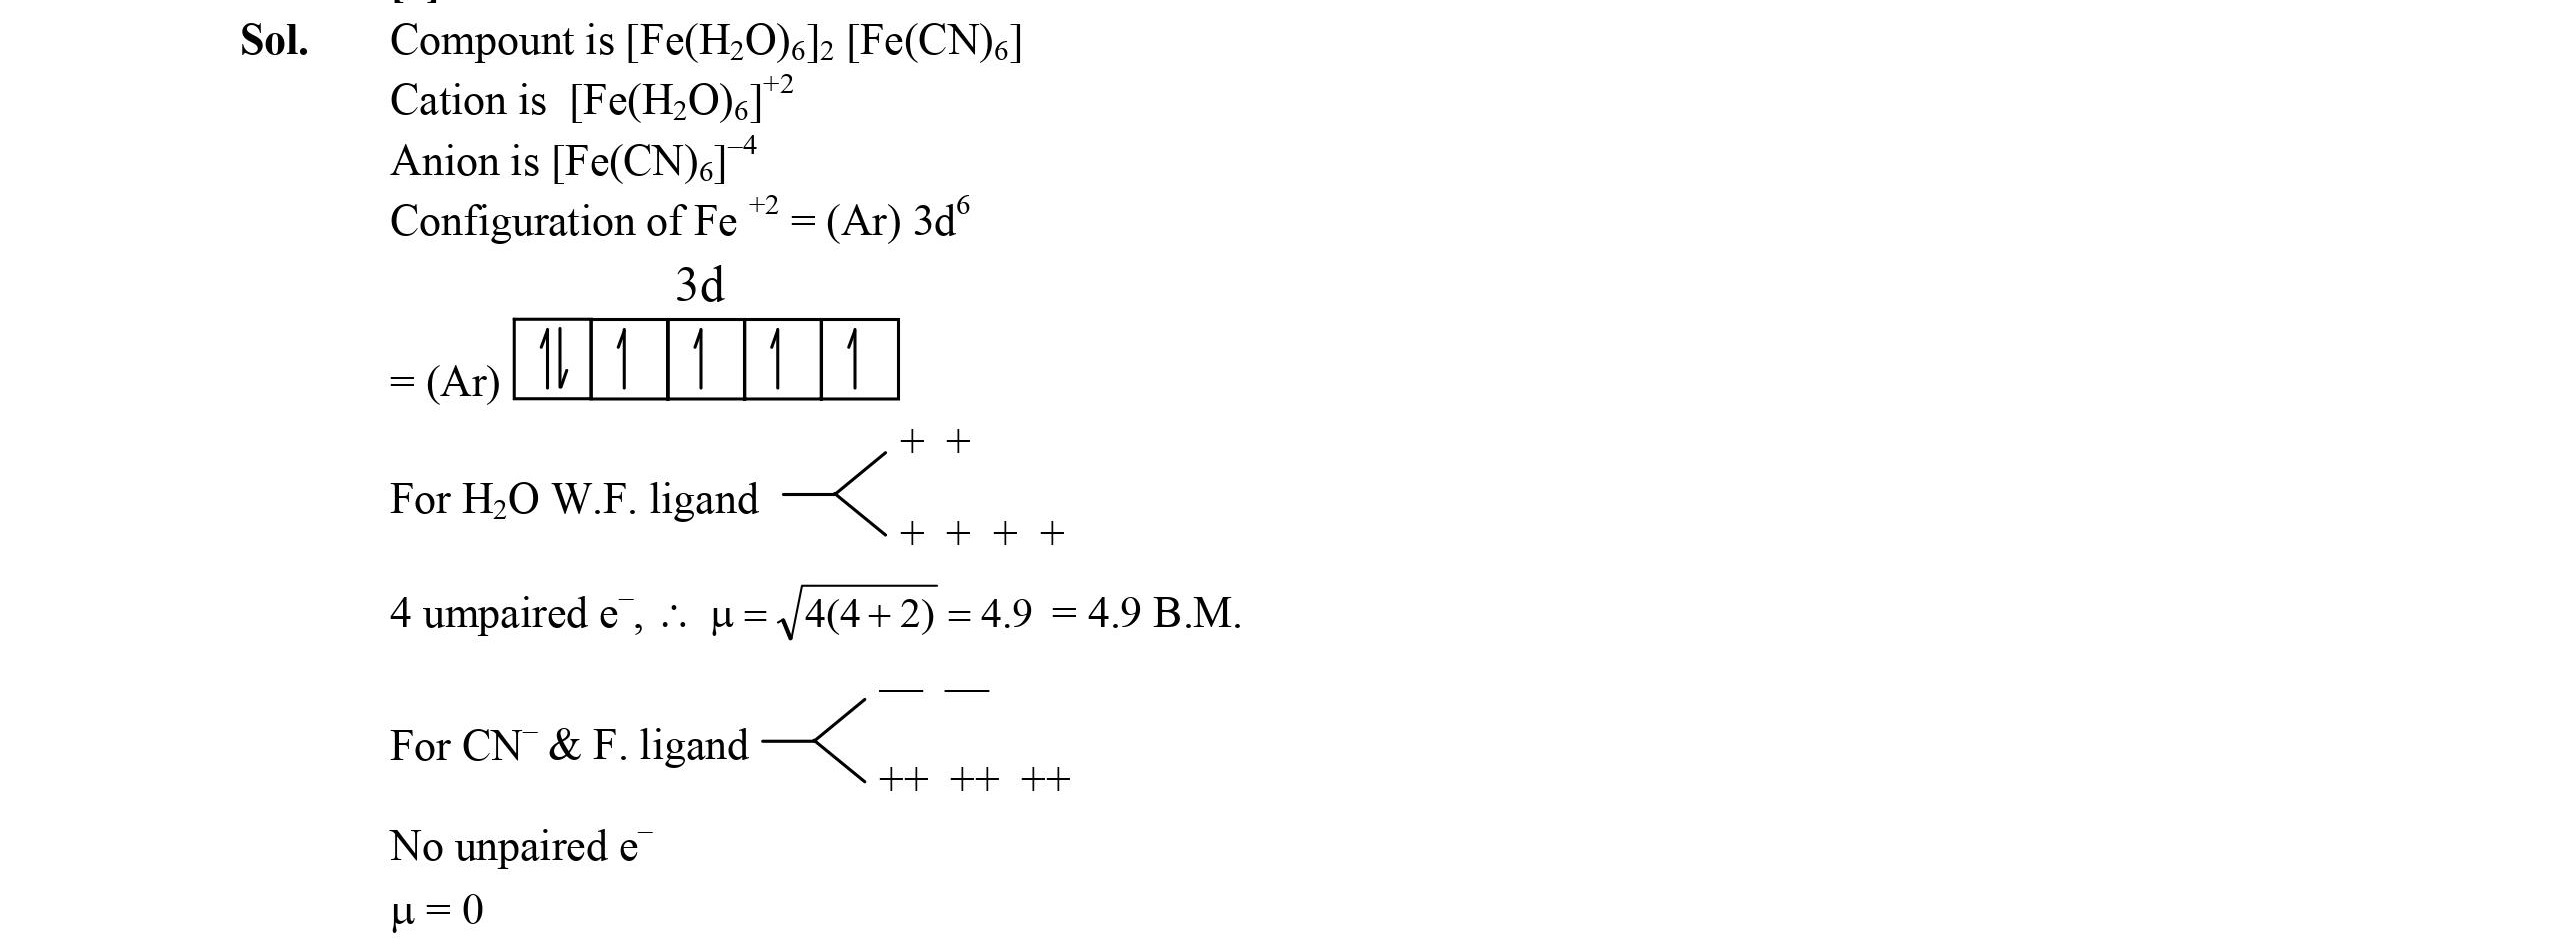 Sol. Compount is [Fe(H₂O)₆]₂ [Fe(CN)₆]
Cation is [Fe(H₂O)₆]⁺²
Anion is [Fe(CN)₆]⁻⁴
Configuration of Fe ⁺² = (Ar) 3d⁶
3d
= (Ar) ↿⇂ ↿ ↿ ↿ ↿
+ +
For H₂O W.F. ligand
+ + + +
4 umpaired e⁻, ∴ μ = √4(4 + 2) = 4.9 = 4.9 B.M.
— —
For CN⁻ & F. ligand
++ ++ ++
No unpaired e⁻
μ = 0